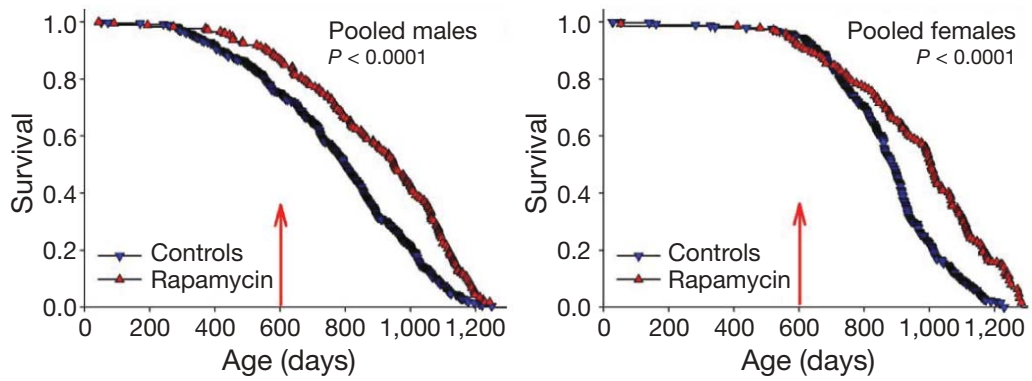 Pooled males
P < 0.0001
Survival
1.0
0.8
0.6
0.4
0.2
0.0
Controls
Rapamycin
0 200 400 600 800 1,000 1,200
Age (days)
Pooled females
P < 0.0001
Survival
1.0
0.8
0.6
0.4
0.2
0.0
Controls
Rapamycin
0 200 400 600 800 1,000 1,200
Age (days)